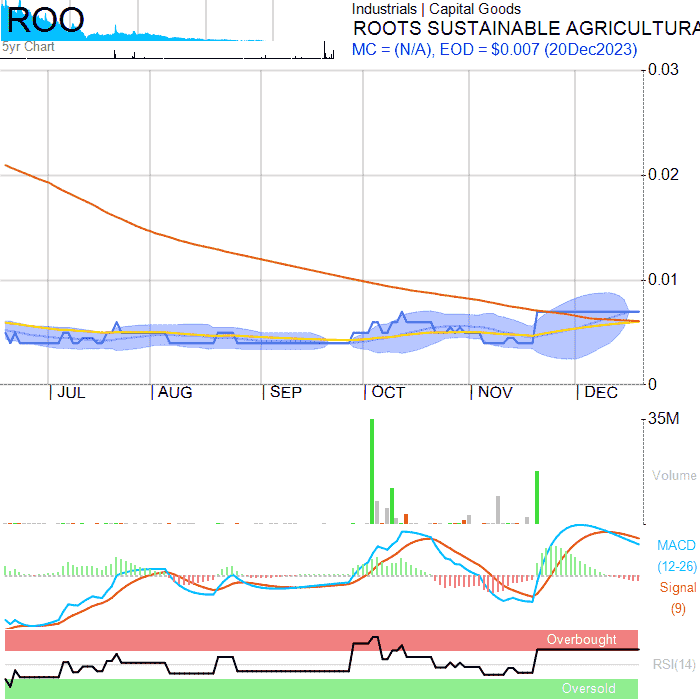 ROO
5yr Chart
Industrials | Capital Goods
ROOTS SUSTAINABLE AGRICULTURA
MC = (N/A), EOD = $0.007 (20Dec2023)
0.03
0.02
0.01
0
JUL AUG SEP OCT NOV DEC
35M
Volume
MACD
(12-26)
Signal
(9)
Overbought
RSI(14)
Oversold